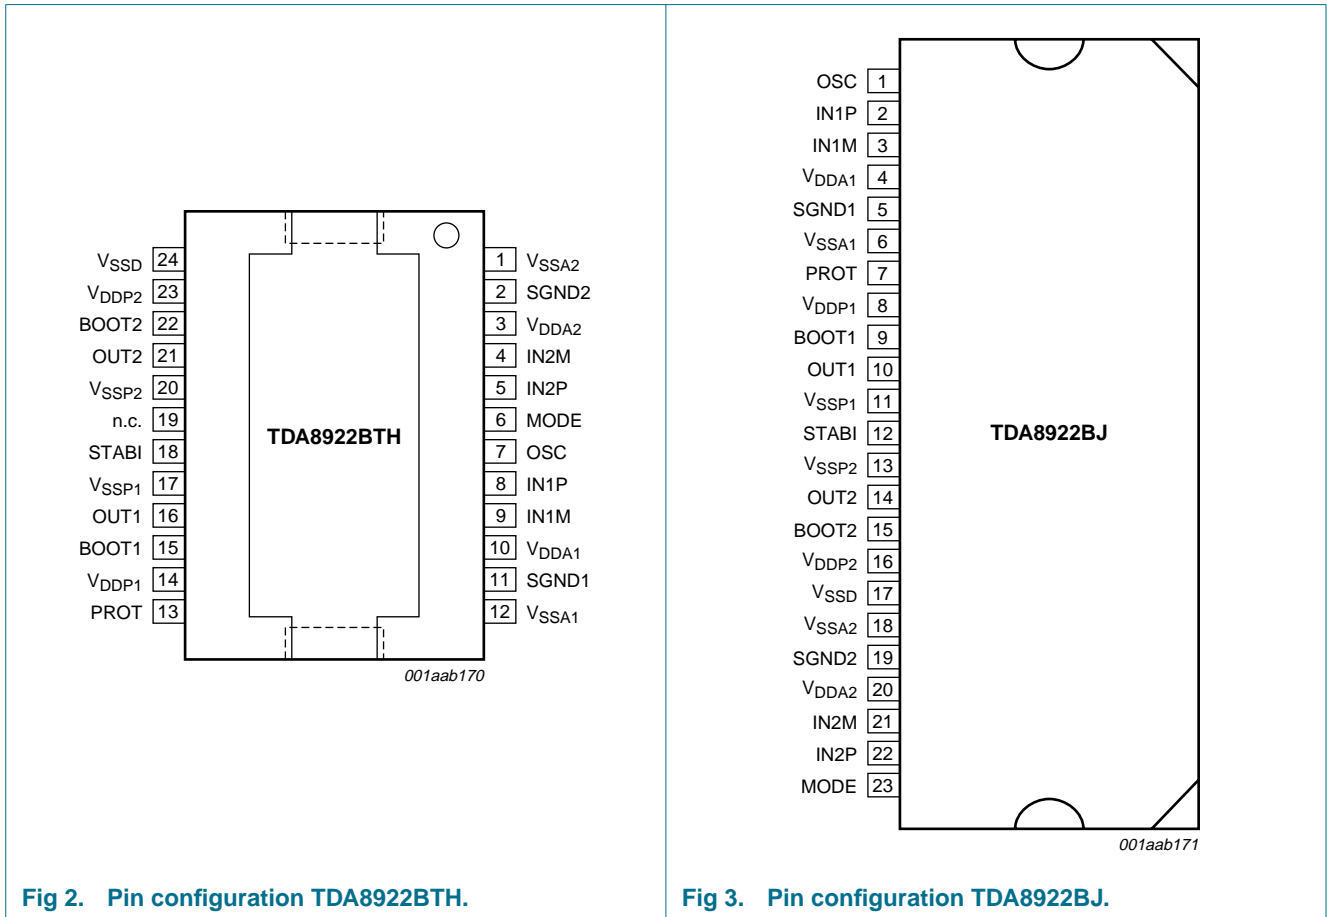 VSSD 24
VDDP2 23
BOOT2 22
OUT2 21
VSSP2 20
n.c. 19
STABI 18
VSSP1 17
OUT1 16
BOOT1 15
VDDP1 14
PROT 13
TDA8922BTH
1 VSSA2
2 SGND2
3 VDDA2
4 IN2M
5 IN2P
6 MODE
7 OSC
8 IN1P
9 IN1M
10 VDDA1
11 SGND1
12 VSSA1
001aab170
Fig 2. Pin configuration TDA8922BTH.
OSC 1
IN1P 2
IN1M 3
VDDA1 4
SGND1 5
VSSA1 6
PROT 7
VDDP1 8
BOOT1 9
OUT1 10
VSSP1 11
STABI 12
VSSP2 13
OUT2 14
BOOT2 15
VDDP2 16
VSSD 17
VSSA2 18
SGND2 19
VDDA2 20
IN2M 21
IN2P 22
MODE 23
TDA8922BJ
001aab171
Fig 3. Pin configuration TDA8922BJ.